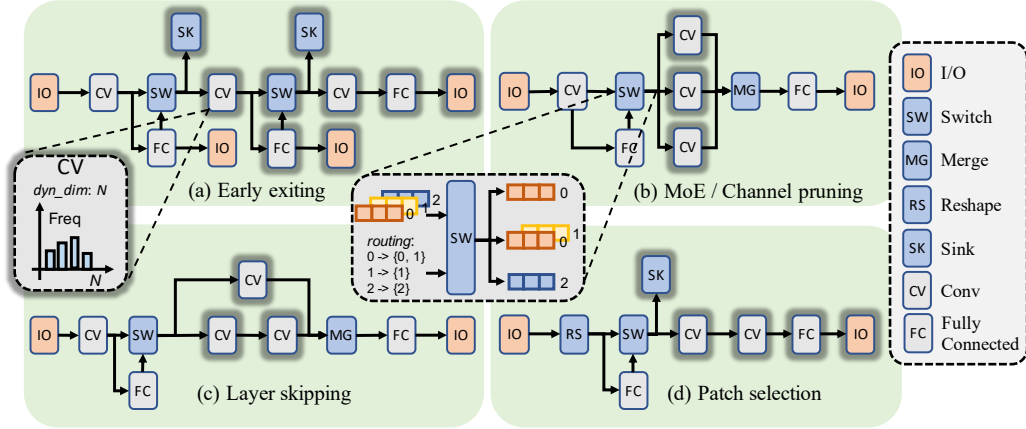 SK
SK
IO
CV
SW
CV
SW
CV
FC
IO
FC
IO
FC
IO
(a) Early exiting
CV
IO
CV
SW
CV
MG
FC
IO
FC
CV
(b) MoE / Channel pruning
CV
dyn_dim: N
Freq
N
2
1
0
routing:
0 -> {0, 1}
1 -> {1}
2 -> {2}
SW
0
1
0
2
CV
IO
CV
SW
CV
CV
MG
FC
IO
FC
(c) Layer skipping
SK
IO
RS
SW
CV
CV
FC
IO
FC
(d) Patch selection
IO
I/O
SW
Switch
MG
Merge
RS
Reshape
SK
Sink
CV
Conv
FC
Fully
Connected